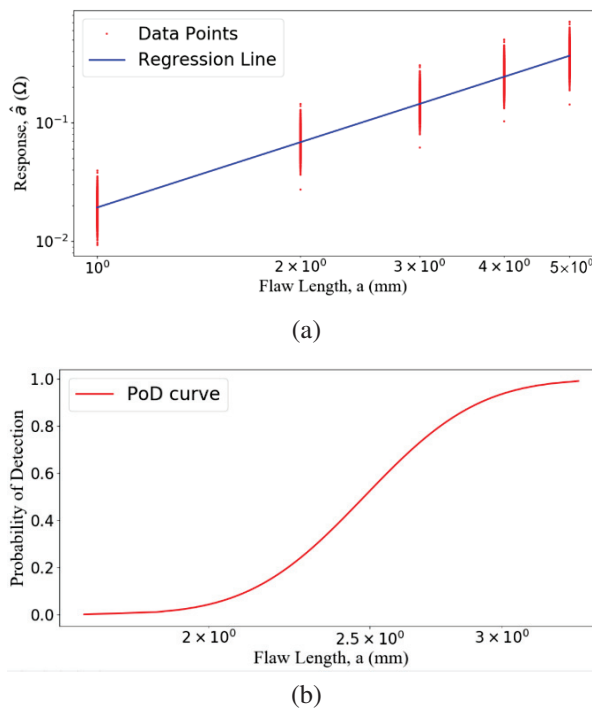 Data Points
Regression Line
Response, â (Ω)
10⁻¹
10⁻²
10⁰ 2 × 10⁰ 3 × 10⁰ 4 × 10⁰ 5×10⁰
Flaw Length, a (mm)
(a)
PoD curve
Probability of Detection
1.0
0.8
0.6
0.4
0.2
0.0
2 × 10⁰ 2.5 × 10⁰ 3 × 10⁰
Flaw Length, a (mm)
(b)